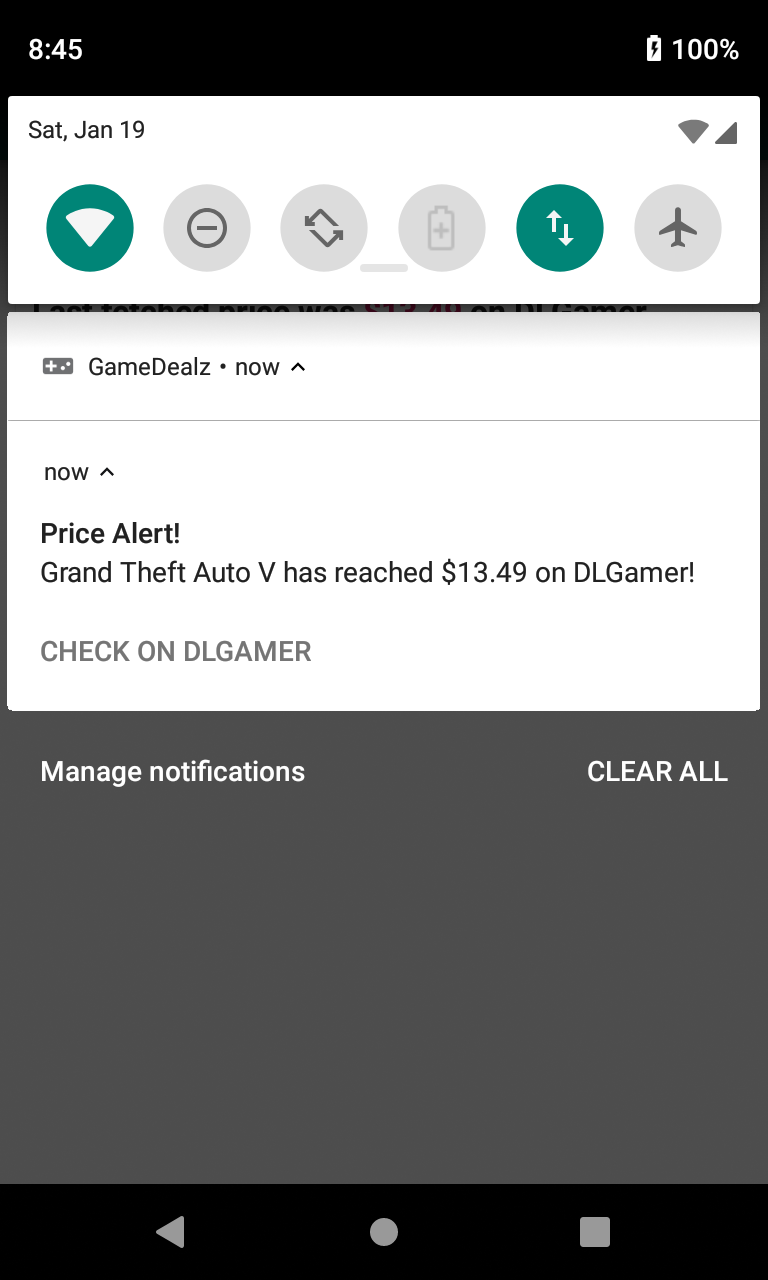 8:45 100%
Sat, Jan 19
Last fetched price was $13.49 on DLGamer
GameDealz • now
now
Price Alert!
Grand Theft Auto V has reached $13.49 on DLGamer!
CHECK ON DLGAMER
Manage notifications CLEAR ALL